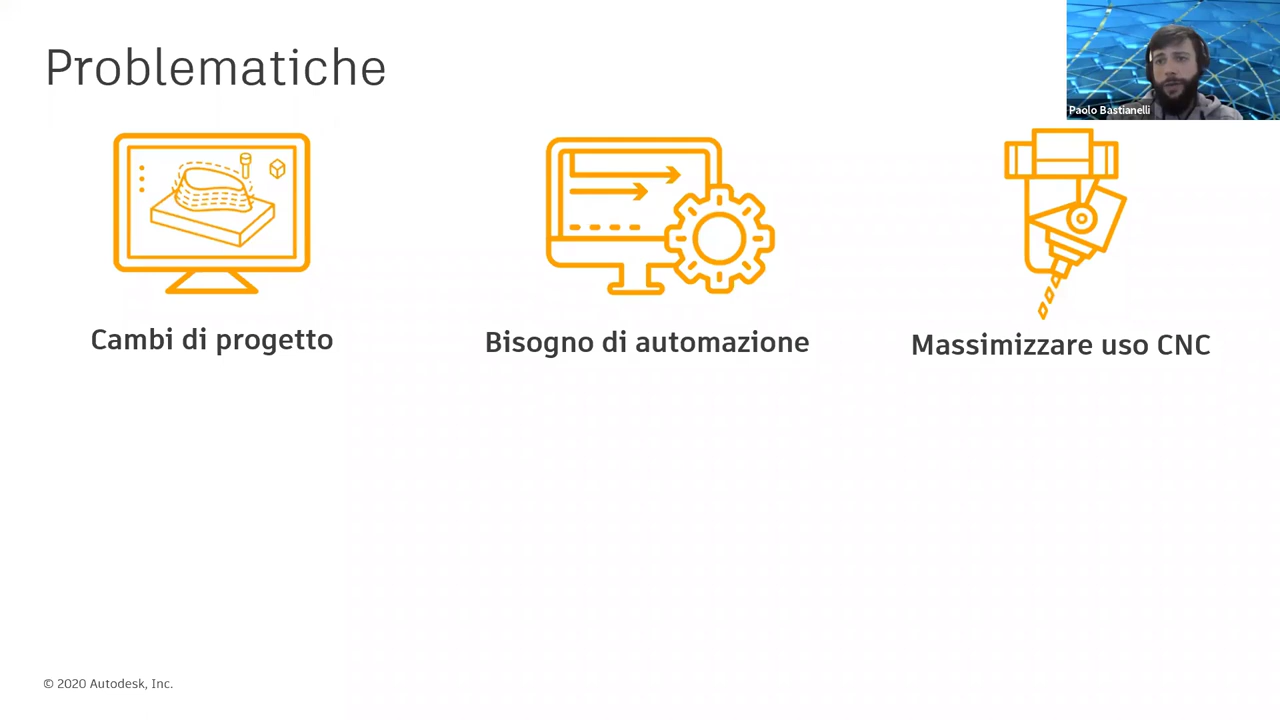 Problematiche
Paolo Bastianelli
Cambi di progetto
Bisogno di automazione
Massimizzare uso CNC
© 2020 Autodesk, Inc.